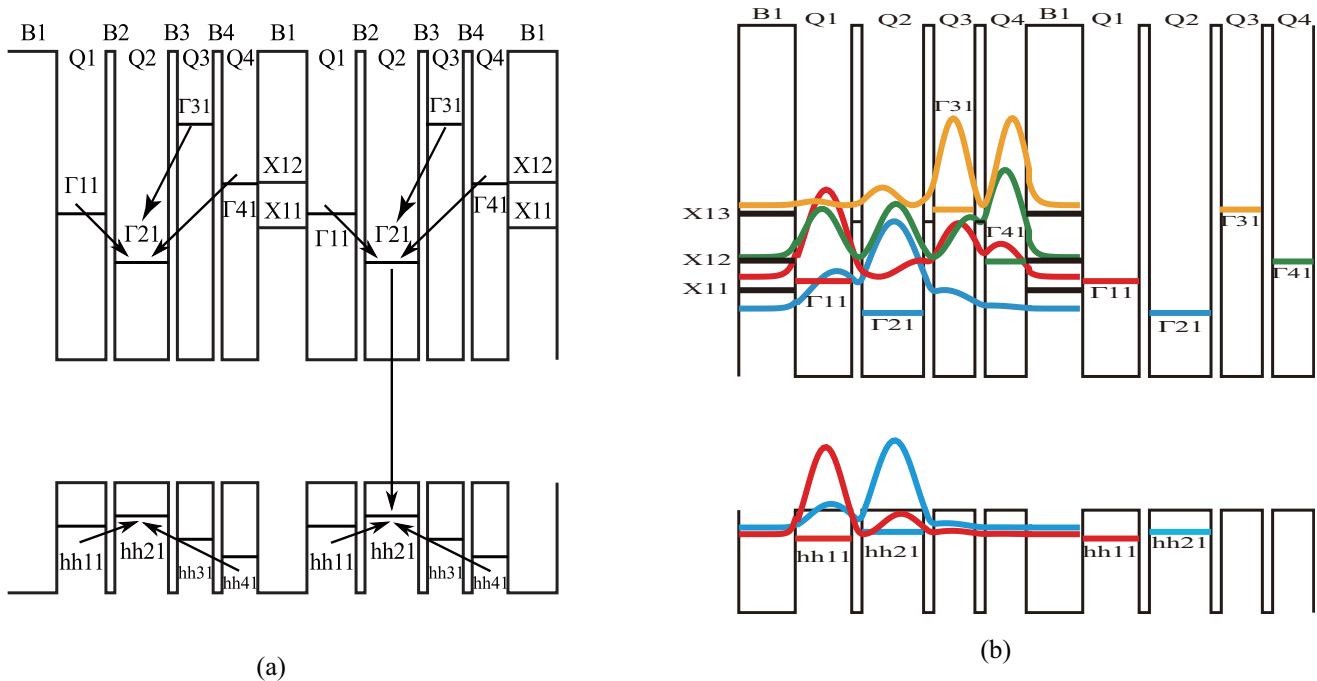 B1 B2 B3 B4 B1 B2 B3 B4 B1
Q1 Q2 Q3 Q4 Q1 Q2 Q3 Q4
Γ31 Γ31
X12 X12
Γ11 Γ41 X11 Γ41 X11
Γ21 Γ11 Γ21
hh11 hh21 hh31 hh41 hh11 hh21 hh31 hh41
(a)
B1 Q1 Q2 Q3 Q4 B1 Q1 Q2 Q3 Q4
Γ31
X13 Γ31
Γ41
X12 Γ41
X11 Γ11 Γ11
Γ21 Γ21
hh11 hh21 hh11 hh21
(b)